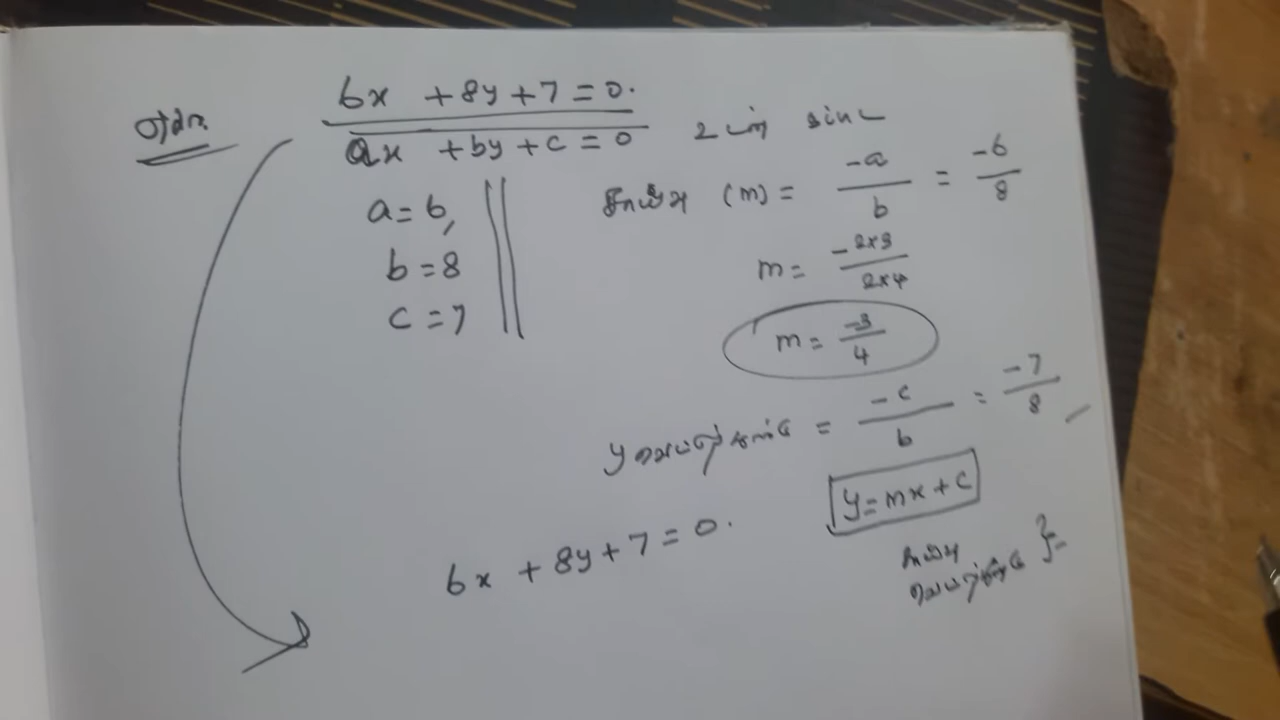 6x + 8y + 7 = 0.
ax + by + c = 0
a = 6,
b = 8
c = 7
சாய்வு (m) = -a/b = -6/8
m = -2×3/2×4
m = -3/4
y வெட்டுத்துண்டு = -c/b = -7/8
y = mx + c
6x + 8y + 7 = 0.
சாய்வு
வெட்டுத்துண்டு } =